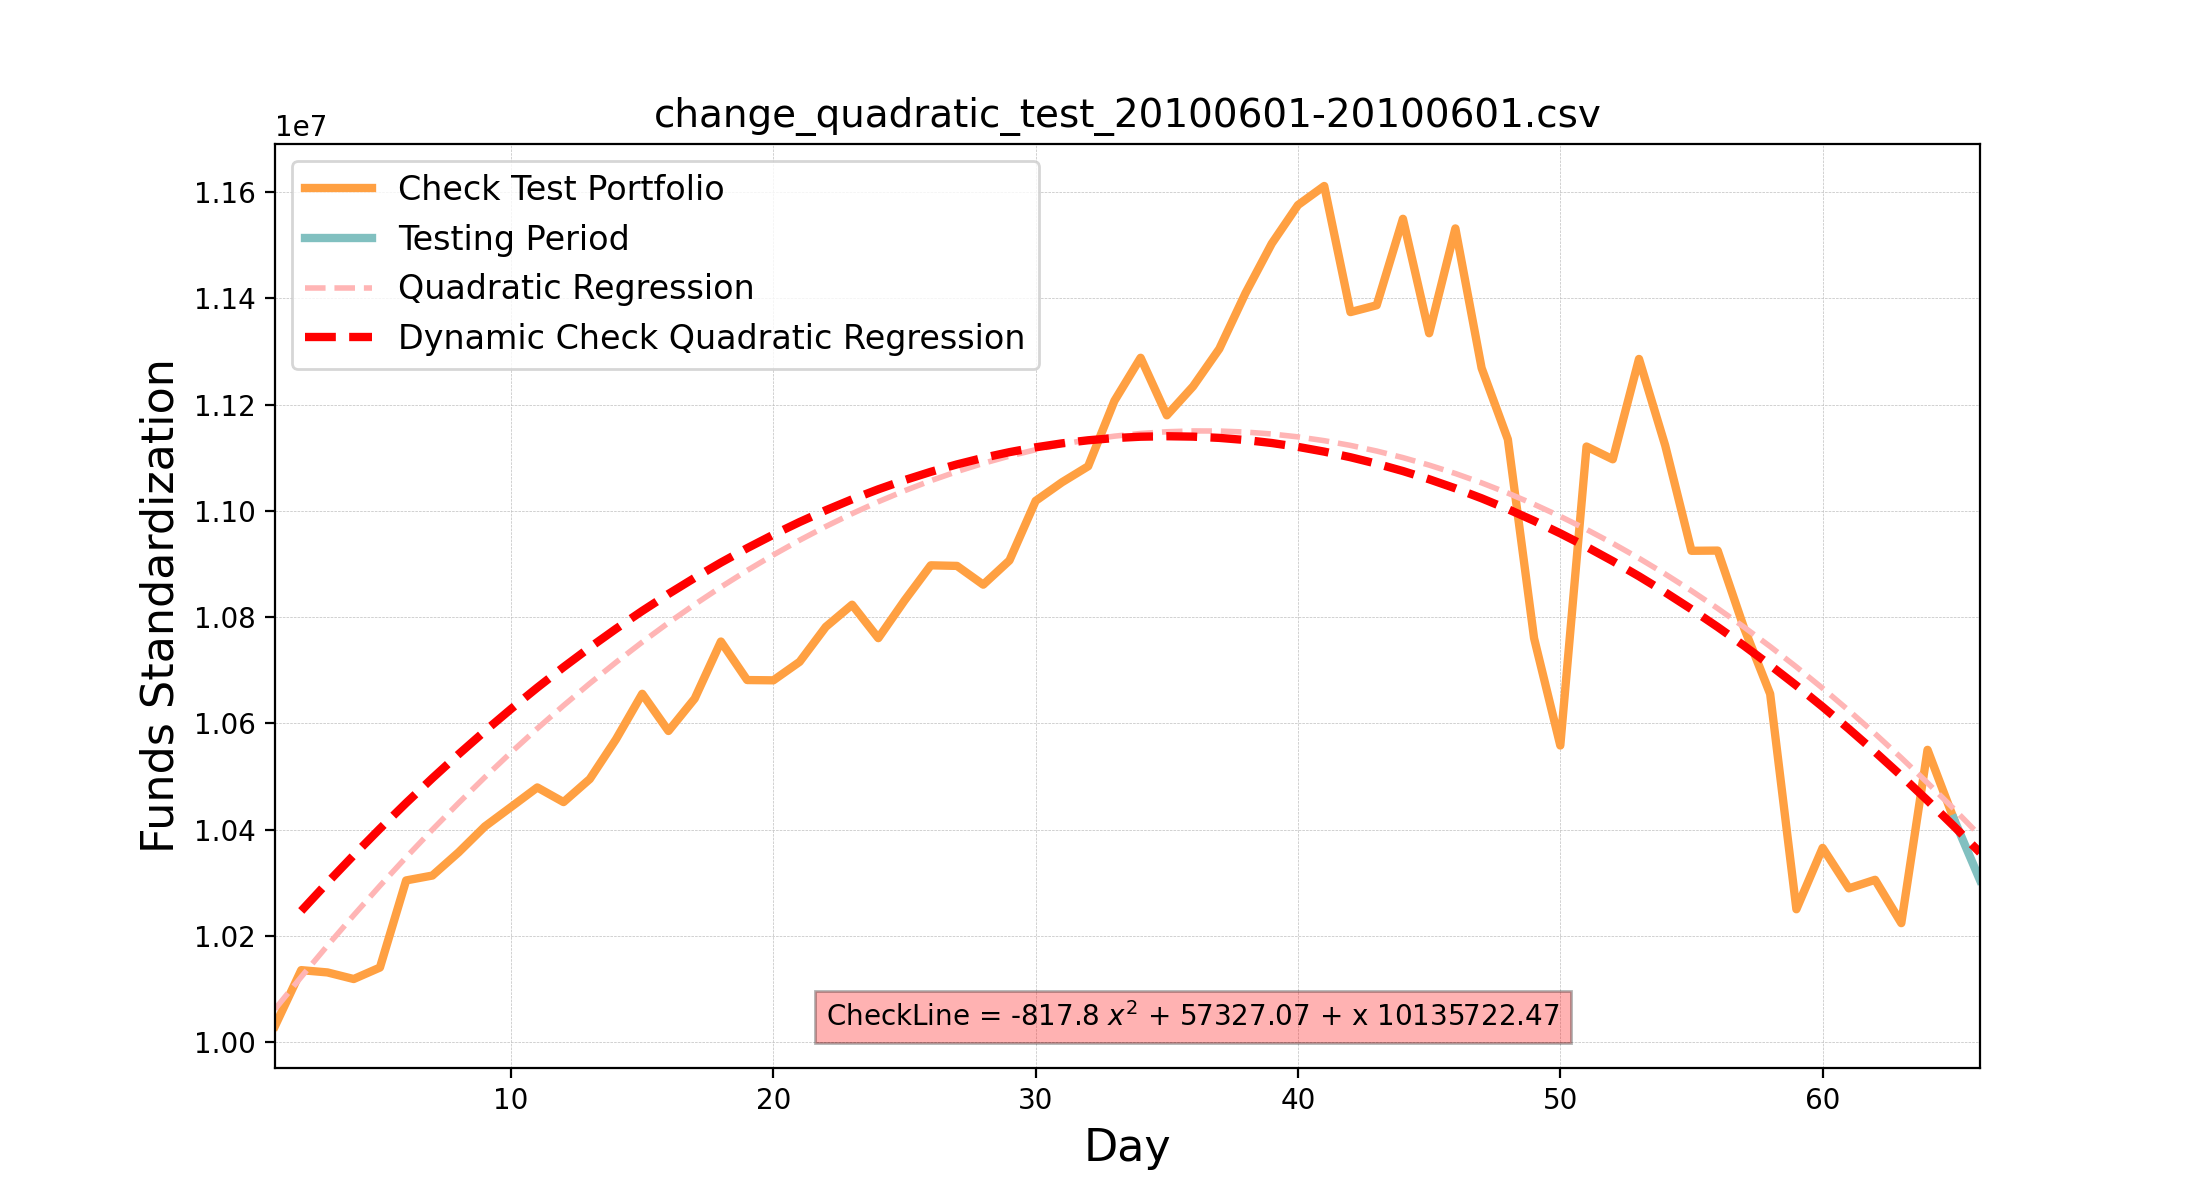 change_quadratic_test_20100601-20100601.csv
1e7
Check Test Portfolio
Testing Period
Quadratic Regression
Dynamic Check Quadratic Regression
1.16
1.14
1.12
1.10
1.08
1.06
1.04
1.02
1.00
Funds Standardization
CheckLine = -817.8 x² + 57327.07 + x 10135722.47
10 20 30 40 50 60
Day